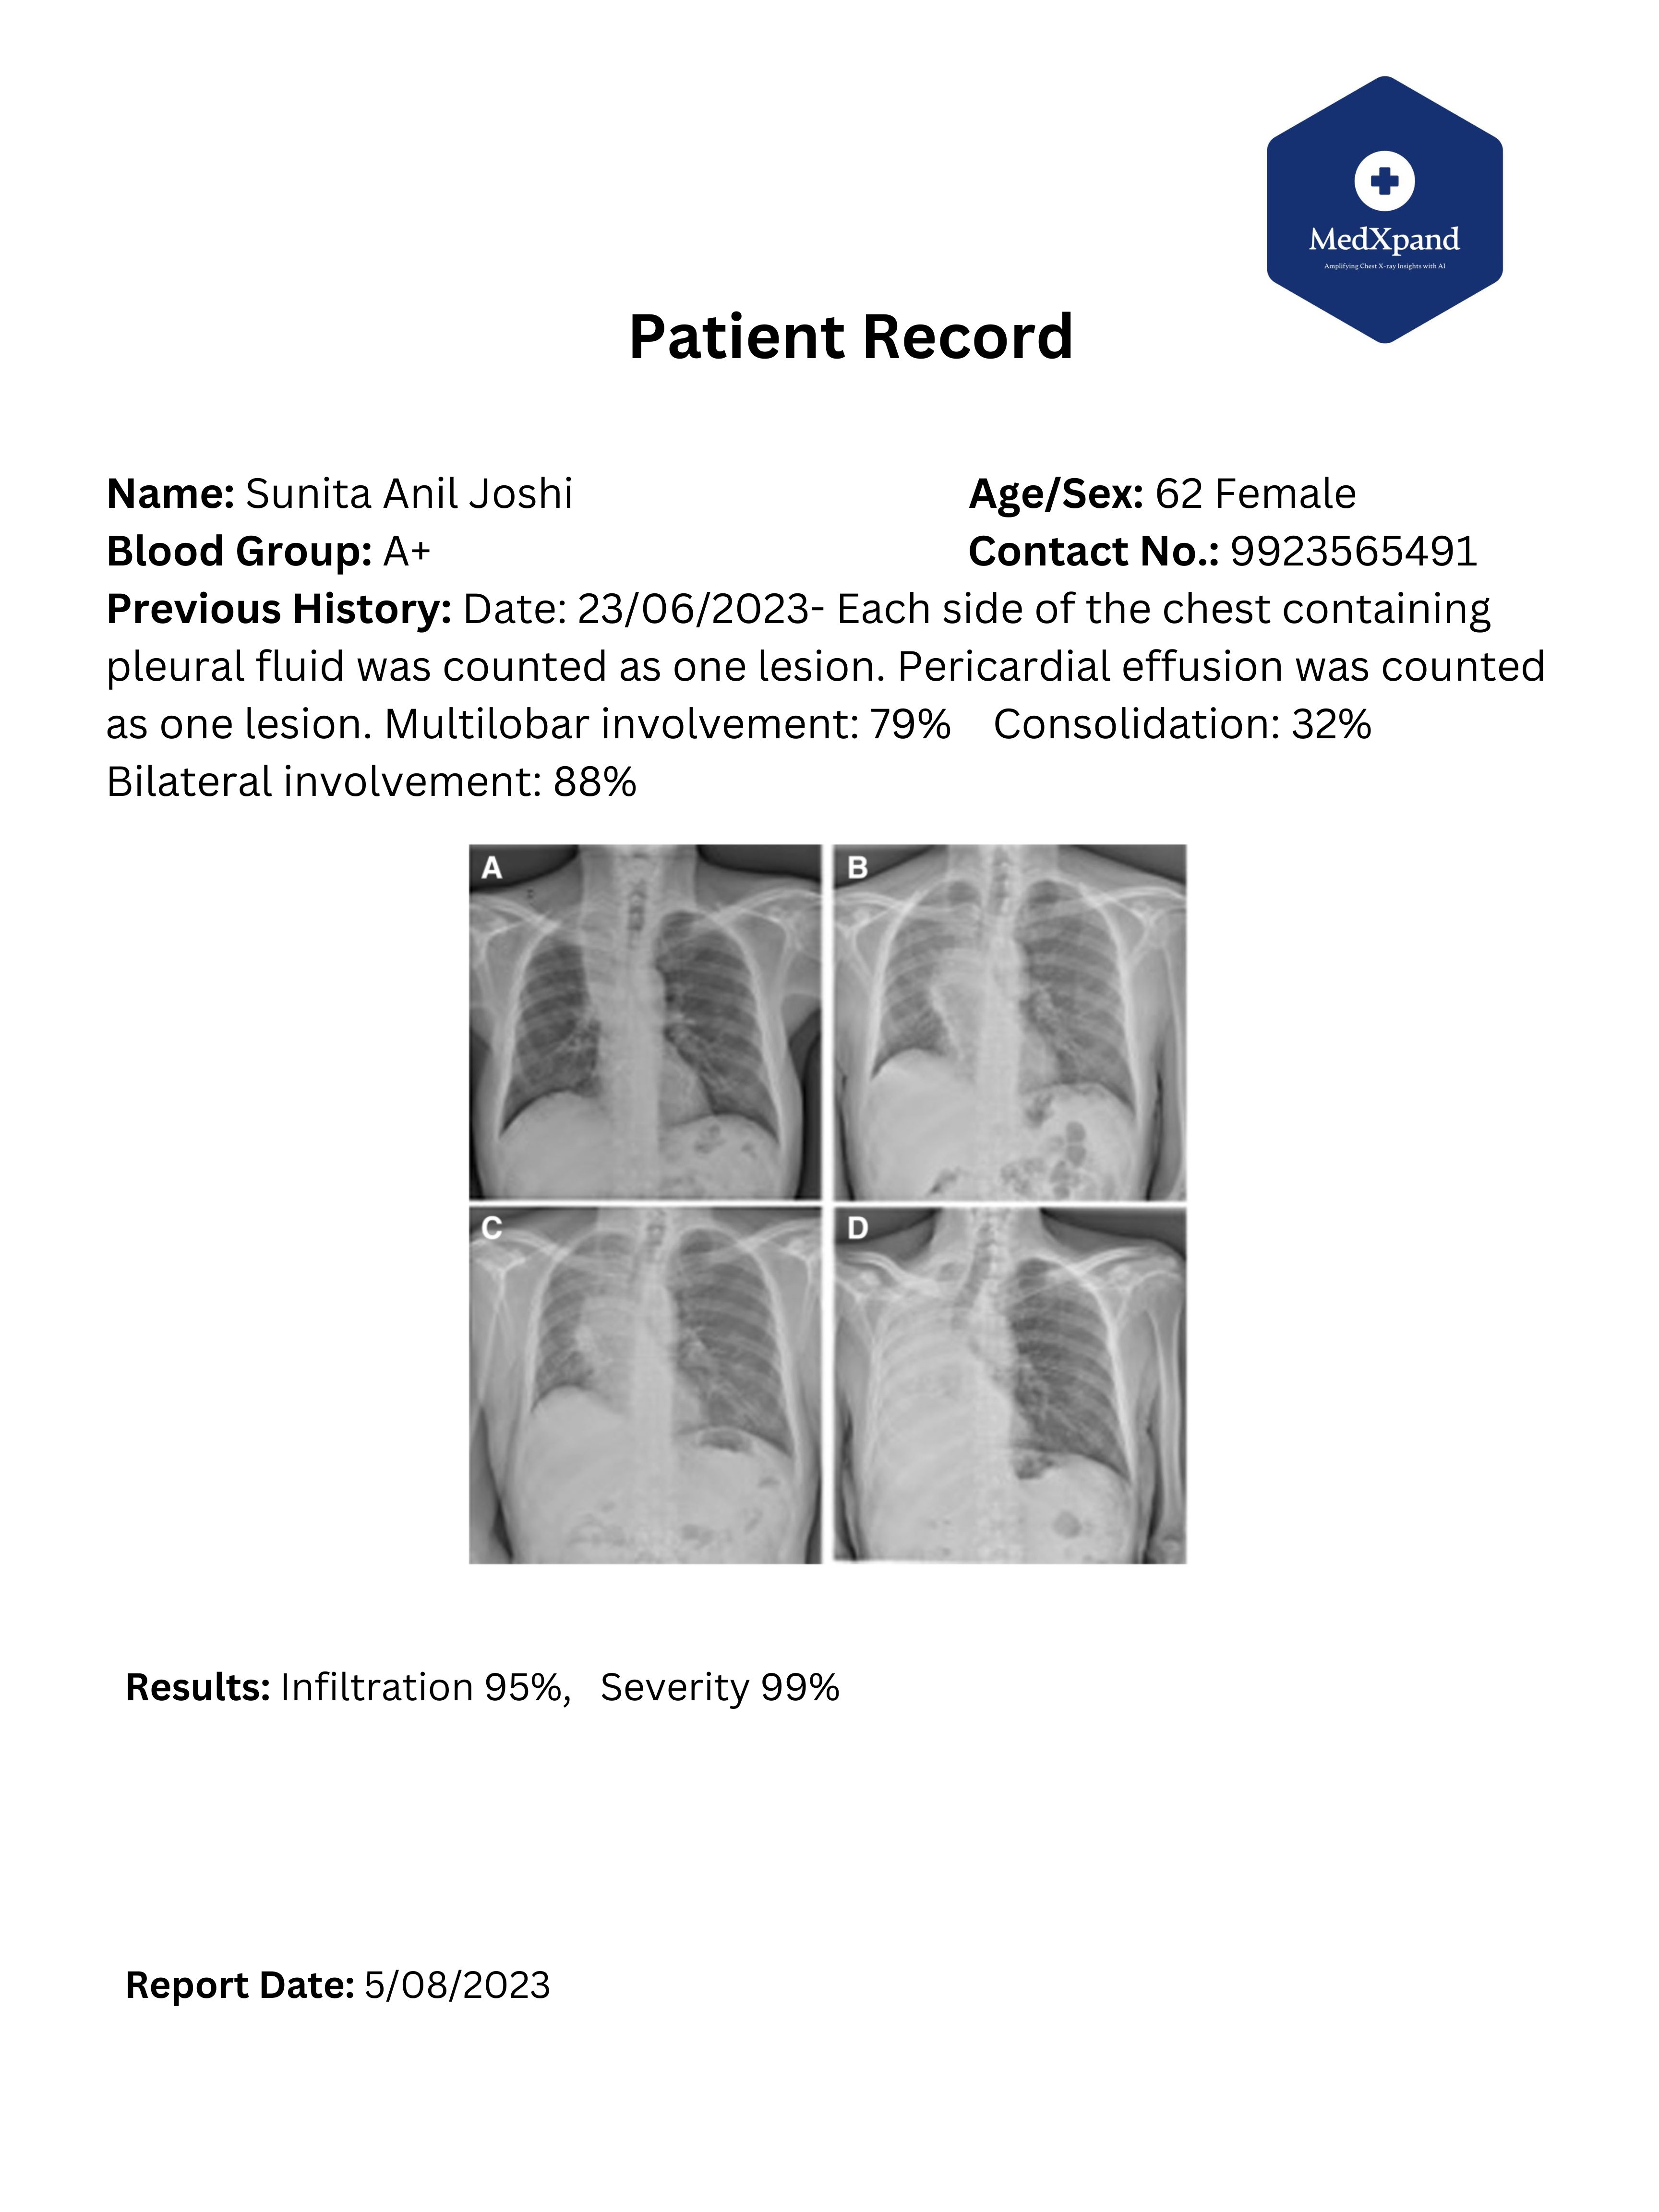 MedXpand
Amplifying Chest X-ray Insights with AI
Patient Record
Name: Sunita Anil Joshi Age/Sex: 62 Female
Blood Group: A+ Contact No.: 9923565491
Previous History: Date: 23/06/2023- Each side of the chest containing
pleural fluid was counted as one lesion. Pericardial effusion was counted
as one lesion. Multilobar involvement: 79% Consolidation: 32%
Bilateral involvement: 88%
A B
C D
Results: Infiltration 95%, Severity 99%
Report Date: 5/08/2023